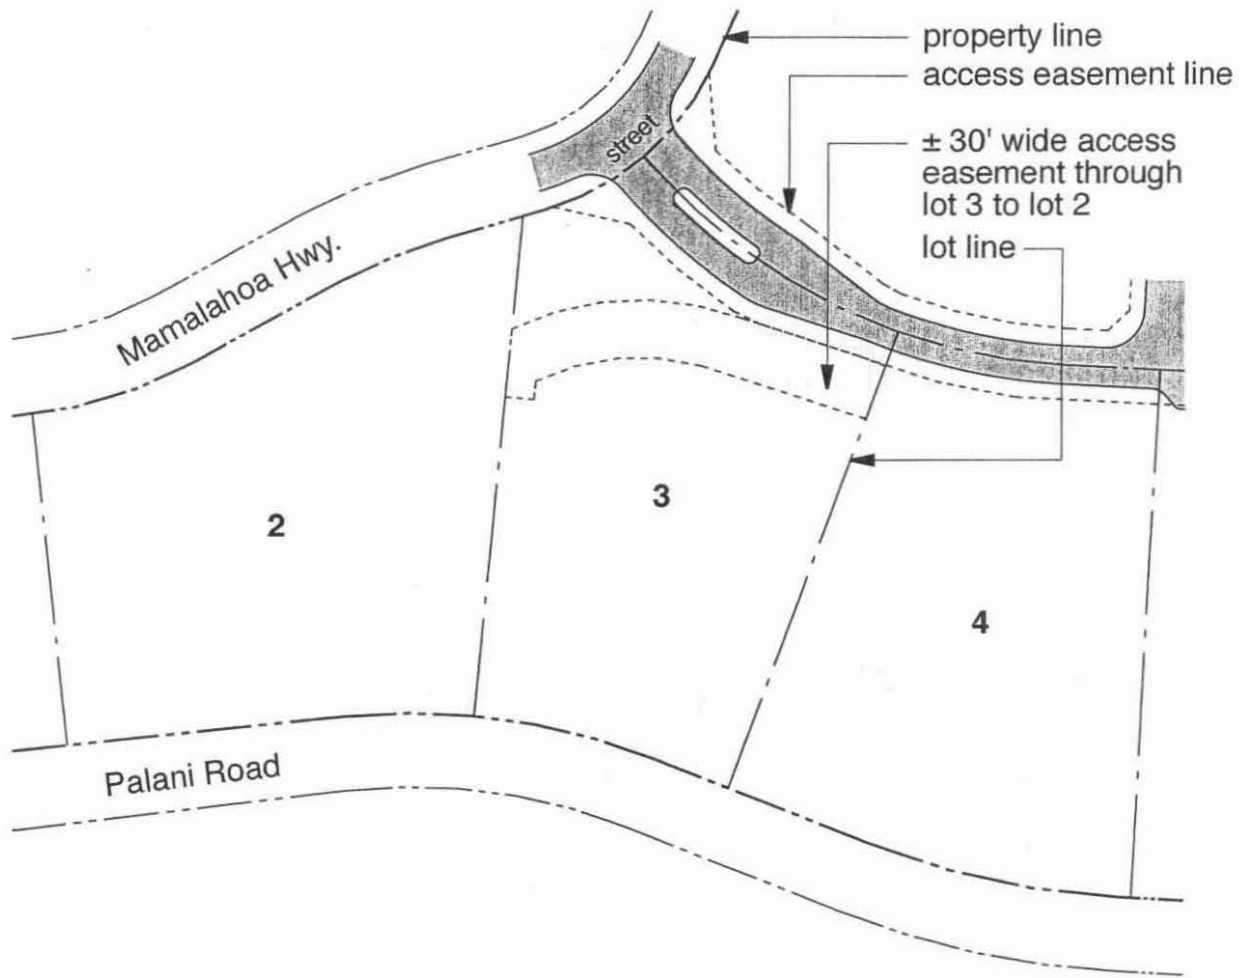 property line
access easement line
± 30' wide access
easement through
lot 3 to lot 2
lot line
street
Mamalahoa Hwy.
2
3
4
Palani Road